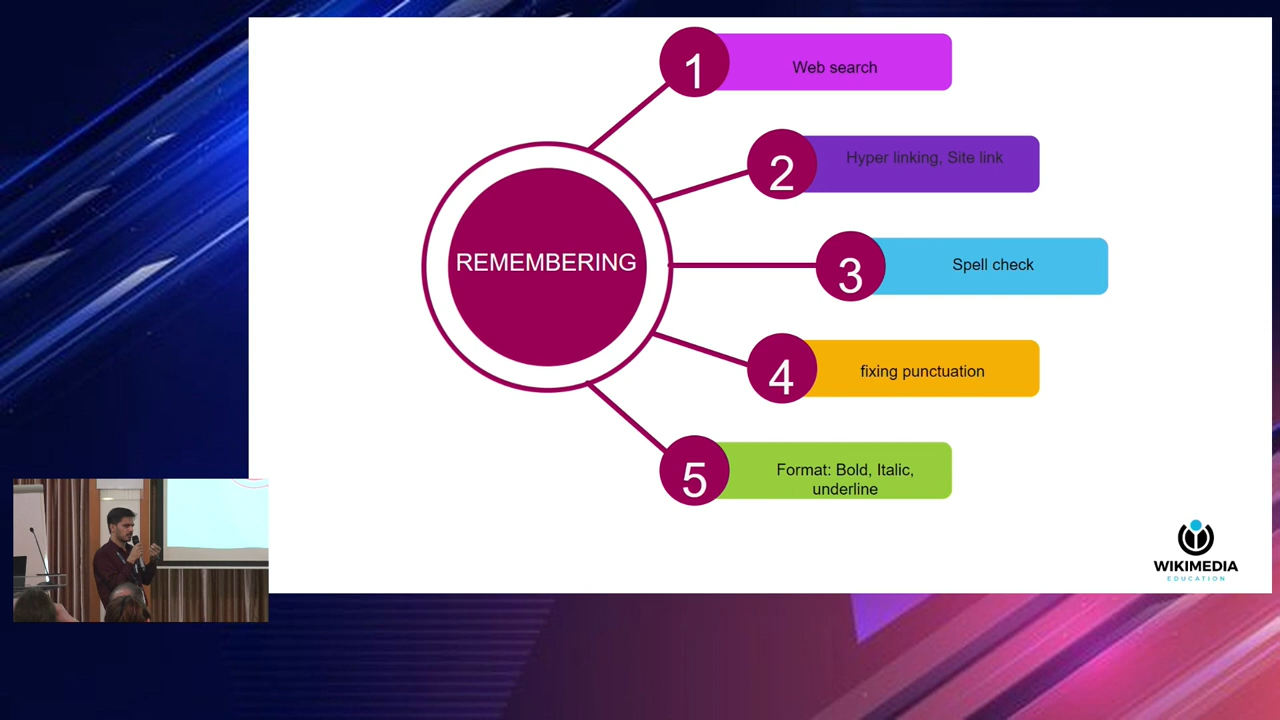 1
Web search
2
Hyper linking, Site link
REMEMBERING
3
Spell check
4
fixing punctuation
5
Format: Bold, Italic,
underline
WIKIMEDIA
EDUCATION